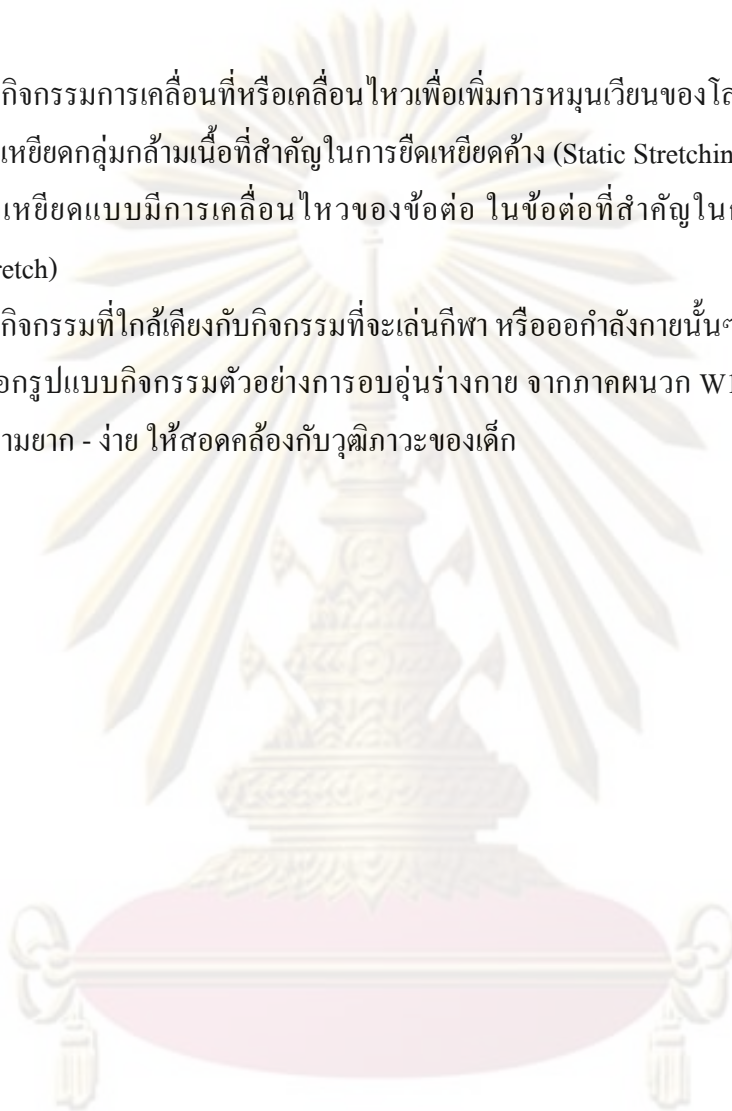 กิจกรรมการเคลื่อนที่หรือเคลื่อนไหวเพื่อเพิ่มการหมุนเวียนของโล
เหยียดกลุ่มกล้ามเนื้อที่สำคัญในการยืดเหยียดค้าง (Static Stretchin
เหยียดแบบมีการเคลื่อนไหวของข้อต่อ ในข้อต่อที่สำคัญใน
retch)
กิจกรรมที่ใกล้เคียงกับกิจกรรมที่จะเล่นกีฬา หรือออกำลังกายนั้นๆ
อกรูปแบบกิจกรรมตัวอย่างการอบอุ่นร่างกาย จากภาคผนวก W1
ามยาก - ง่าย ให้สอดคล้องกับวุฒิภาวะของเด็ก